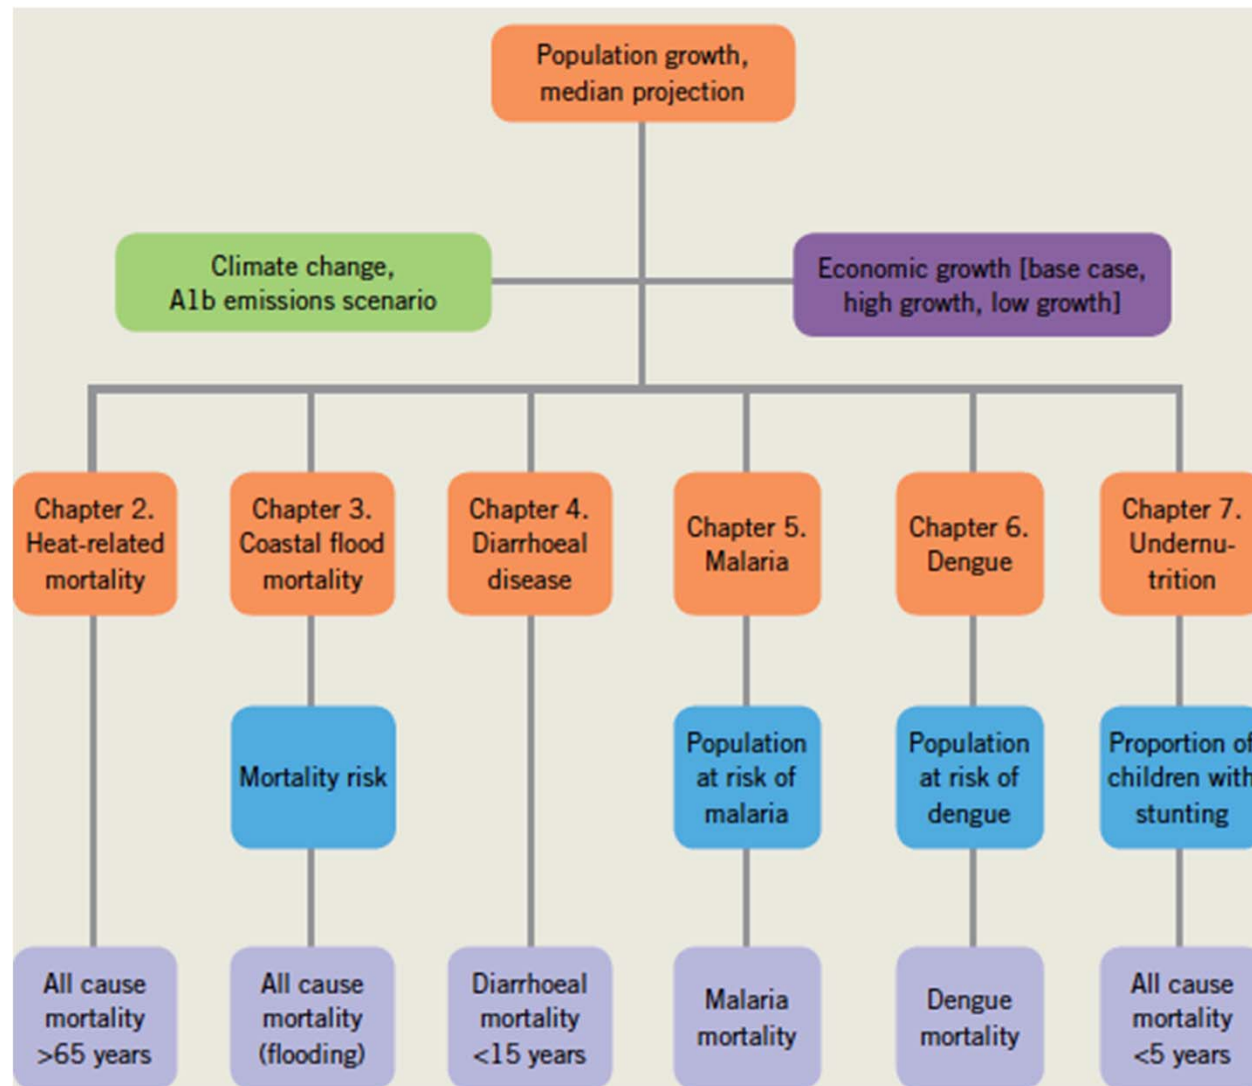 Population growth,
median projection
Climate change,
A1b emissions scenario
Economic growth [base case,
high growth, low growth]
Chapter 2.
Heat-related
mortality
Chapter 3.
Coastal flood
mortality
Chapter 4.
Diarrhoeal
disease
Chapter 5.
Malaria
Chapter 6.
Dengue
Chapter 7.
Undernu-
trition
Mortality risk
Population
at risk of
malaria
Population
at risk of
dengue
Proportion of
children with
stunting
All cause
mortality
>65 years
All cause
mortality
(flooding)
Diarrhoeal
mortality
<15 years
Malaria
mortality
Dengue
mortality
All cause
mortality
<5 years